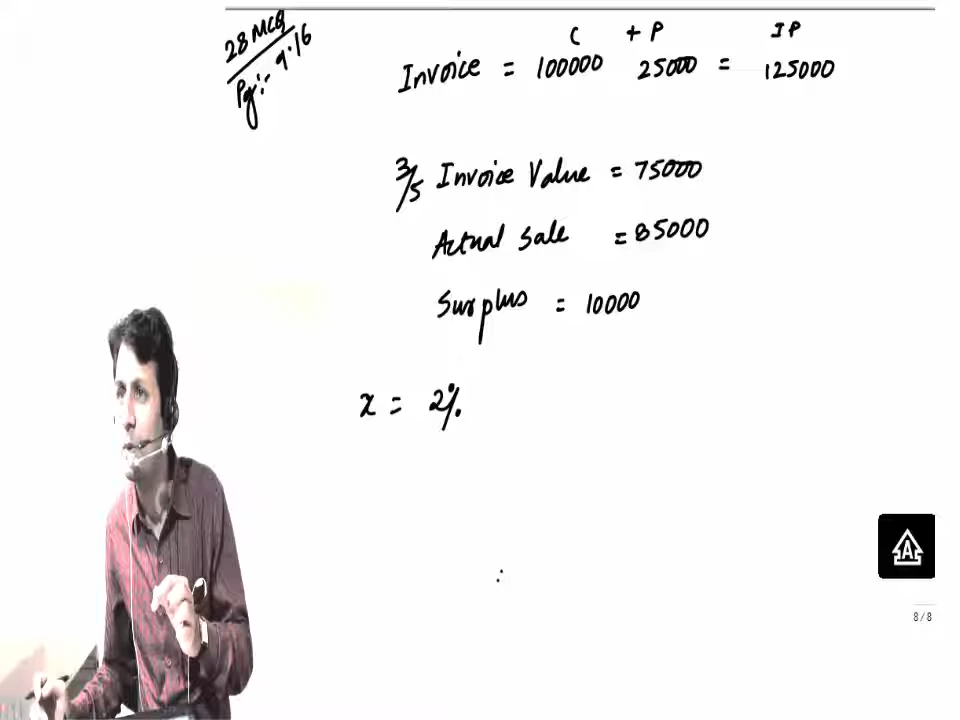 28 MCQ
Pg:- 9.16
C + P IP
Invoice = 100000 25000 = 125000
3/5 Invoice Value = 75000
Actual Sale = 85000
Surplus = 10000
x = 2%
A
8/8